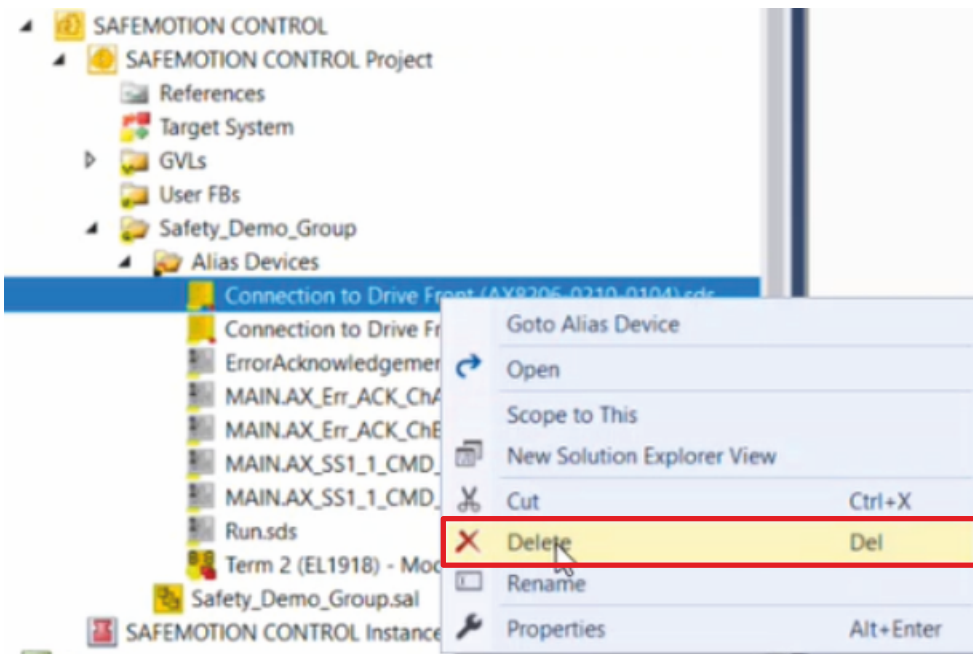 SAFEMOTION CONTROL
SAFEMOTION CONTROL Project
References
Target System
GVLs
User FBs
Safety_Demo_Group
Alias Devices
Connection to Drive Front (AX8206-0210-0104).sds
Connection to Drive Fr
Goto Alias Device
ErrorAcknowledgemer
Open
MAIN.AX_Err_ACK_ChA
Scope to This
MAIN.AX_Err_ACK_ChB
New Solution Explorer View
MAIN.AX_SS1_1_CMD_
MAIN.AX_SS1_1_CMD_
Cut Ctrl+X
Run.sds
Delete Del
Term 2 (EL1918) - Mod
Rename
Safety_Demo_Group.sal
SAFEMOTION CONTROL Instance
Properties Alt+Enter